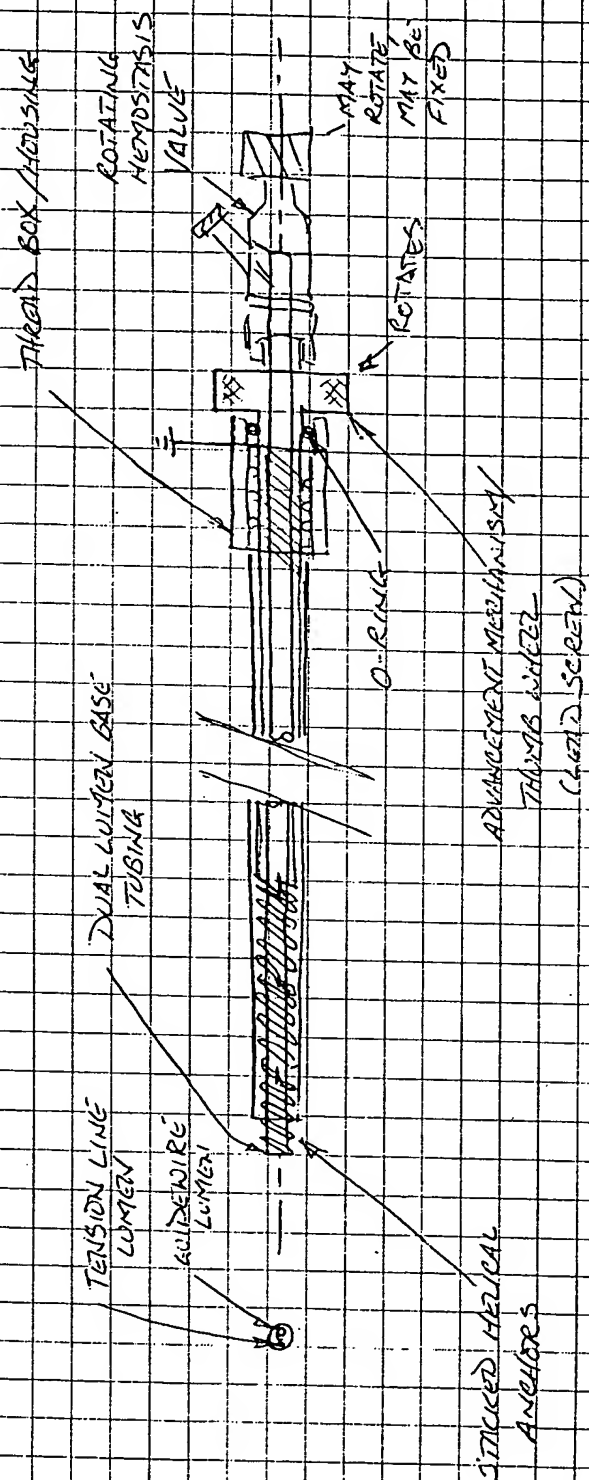 THREAD BOX/HOUSING
ROTATING
HEMOSTASIS
VALVE
MAY
ROTATE,
MAY BE
FIXED
ROTATES
DUAL LUMEN BASE
TUBING
O-RING
ADVANCEMENT MECHANISM/
THUMB WHEEL
(LEAD SCREW)
TENSION LINE
LUMEN
GUIDEWIRE
LUMEN
STACKED HELICAL
ANCHORS